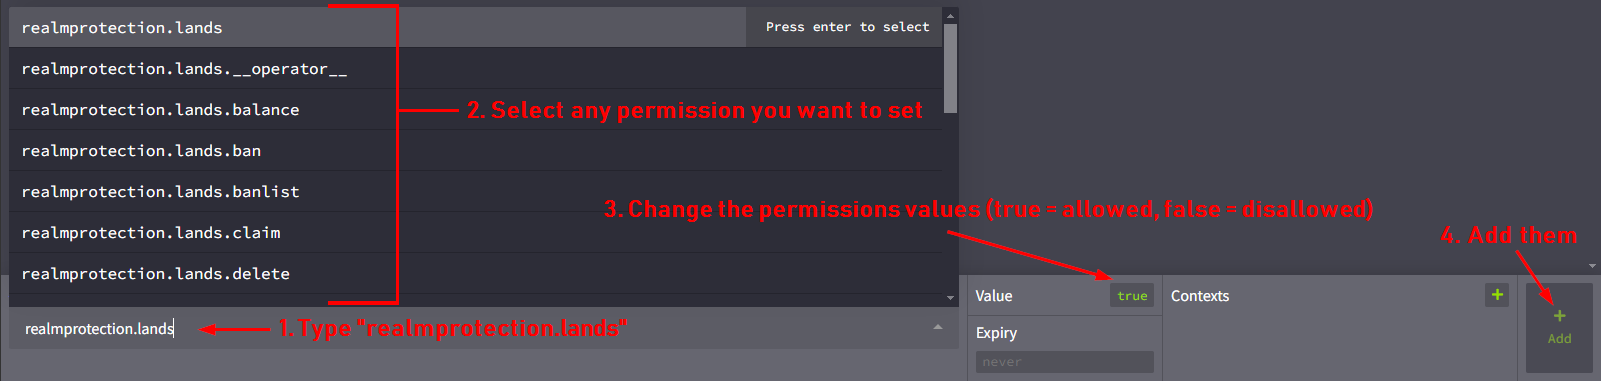 realmprotection.lands
Press enter to select
realmprotection.lands.__operator__
realmprotection.lands.balance
2. Select any permission you want to set
realmprotection.lands.ban
realmprotection.lands.banlist
3. Change the permissions values (true = allowed, false = disallowed)
realmprotection.lands.claim
4. Add them
realmprotection.lands.delete
Value
true
Contexts
+
realmprotection.lands
1. Type "realmprotection.lands"
Expiry
never
+
Add